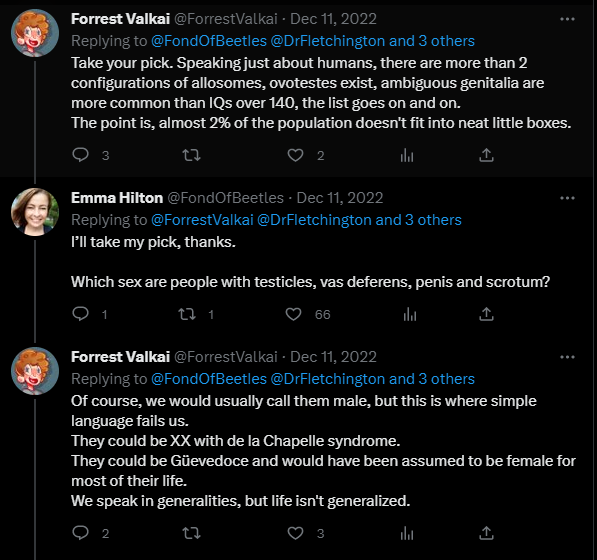 Forrest Valkai @ForrestValkai · Dec 11, 2022
Replying to @FondOfBeetles @DrFletchington and 3 others
Take your pick. Speaking just about humans, there are more than 2
configurations of allosomes, ovotestes exist, ambiguous genitalia are
more common than IQs over 140, the list goes on and on.
The point is, almost 2% of the population doesn't fit into neat little boxes.
3 2
Emma Hilton @FondOfBeetles · Dec 11, 2022
Replying to @ForrestValkai @DrFletchington and 3 others
I'll take my pick, thanks.
Which sex are people with testicles, vas deferens, penis and scrotum?
1 1 66
Forrest Valkai @ForrestValkai · Dec 11, 2022
Replying to @FondOfBeetles @DrFletchington and 3 others
Of course, we would usually call them male, but this is where simple
language fails us.
They could be XX with de la Chapelle syndrome.
They could be Güevedoce and would have been assumed to be female for
most of their life.
We speak in generalities, but life isn't generalized.
2 3